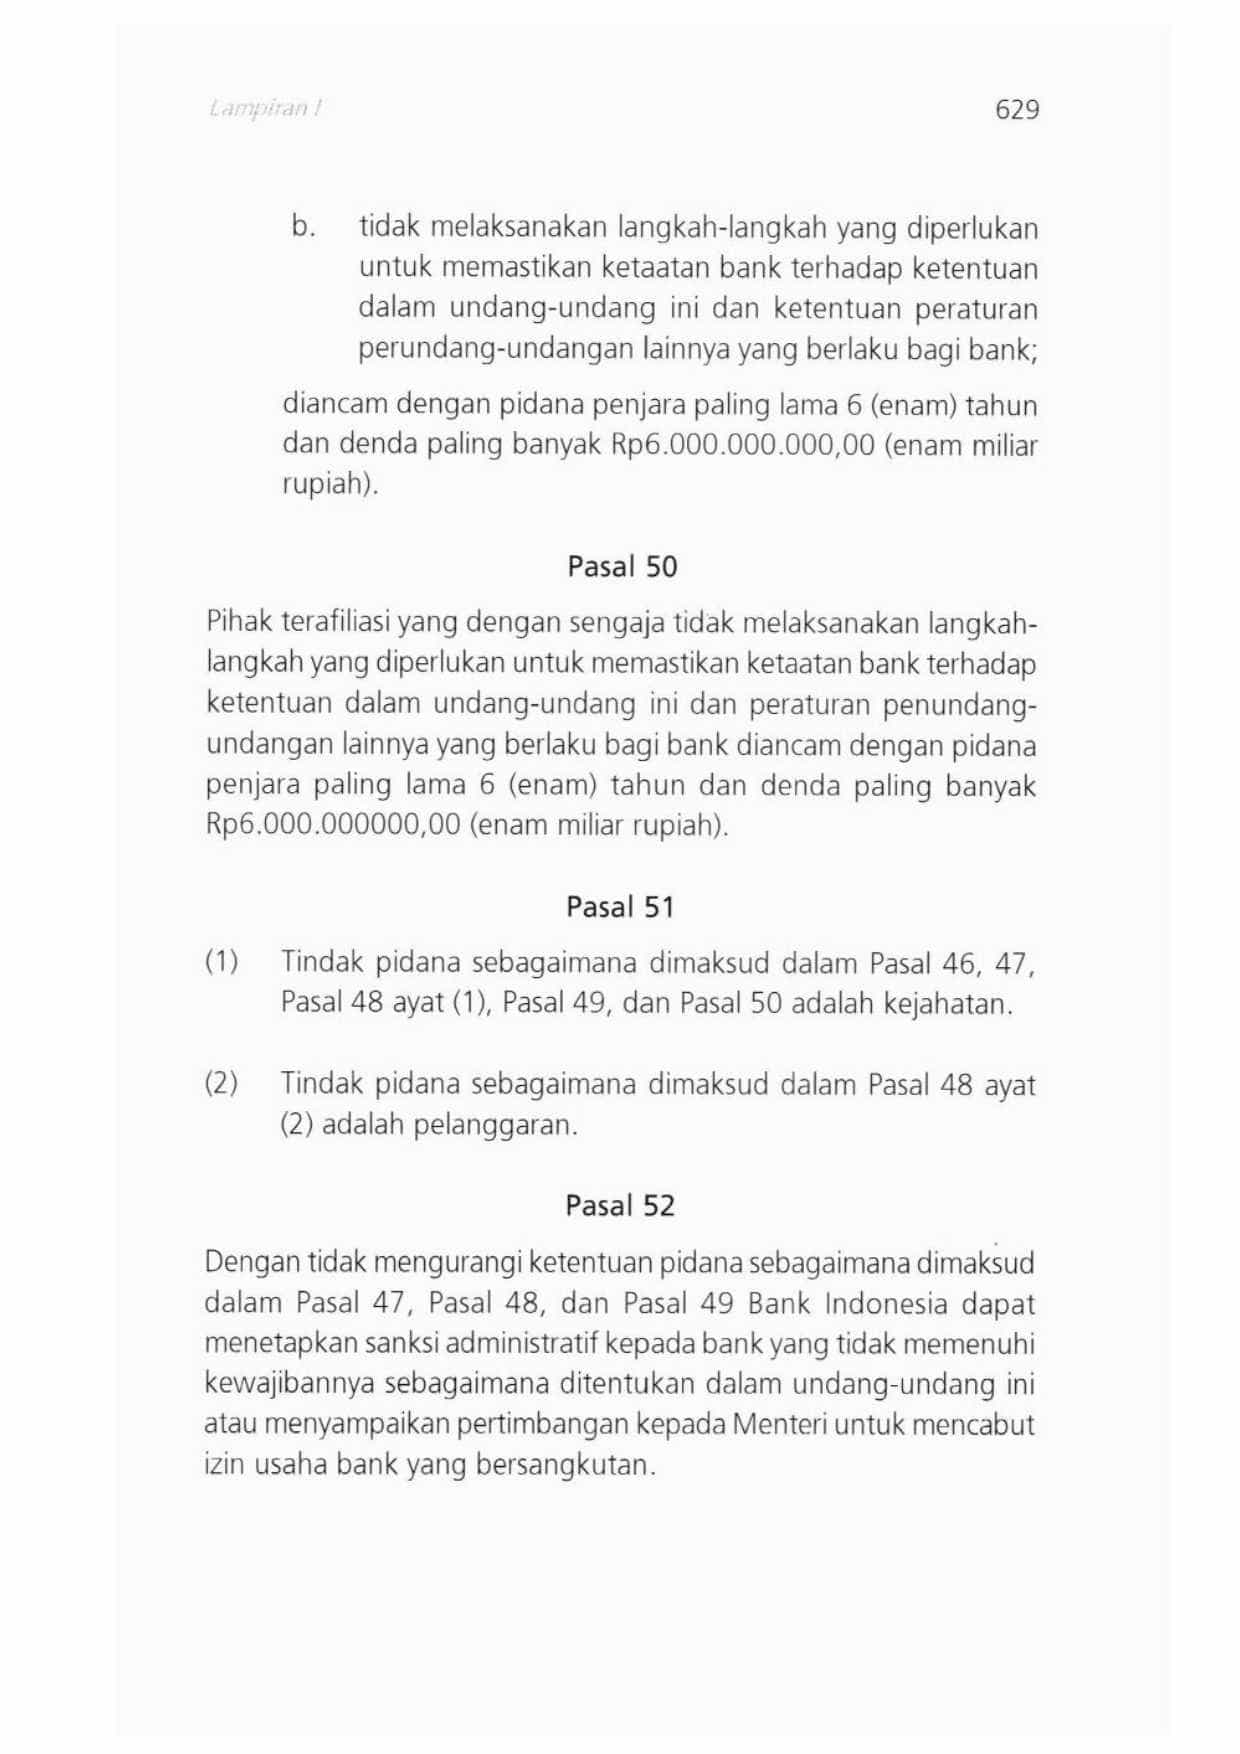 Lampiran I
629
b. tidak melaksanakan langkah-langkah yang diperlukan
untuk memastikan ketaatan bank terhadap ketentuan
dalam undang-undang ini dan ketentuan peraturan
perundang-undangan lainnya yang berlaku bagi bank;
diancam dengan pidana penjara paling lama 6 (enam) tahun
dan denda paling banyak Rp6.000.000.000,00 (enam miliar
rupiah).
Pasal 50
Pihak terafiliasi yang dengan sengaja tidak melaksanakan langkah-
langkah yang diperlukan untuk memastikan ketaatan bank terhadap
ketentuan dalam undang-undang ini dan peraturan penundang-
undangan lainnya yang berlaku bagi bank diancam dengan pidana
penjara paling lama 6 (enam) tahun dan denda paling banyak
Rp6.000.000000,00 (enam miliar rupiah).
Pasal 51
(1) Tindak pidana sebagaimana dimaksud dalam Pasal 46, 47,
Pasal 48 ayat (1), Pasal 49, dan Pasal 50 adalah kejahatan.
(2) Tindak pidana sebagaimana dimaksud dalam Pasal 48 ayat
(2) adalah pelanggaran.
Pasal 52
Dengan tidak mengurangi ketentuan pidana sebagaimana dimaksud
dalam Pasal 47, Pasal 48, dan Pasal 49 Bank Indonesia dapat
menetapkan sanksi administratif kepada bank yang tidak memenuhi
kewajibannya sebagaimana ditentukan dalam undang-undang ini
atau menyampaikan pertimbangan kepada Menteri untuk mencabut
izin usaha bank yang bersangkutan.